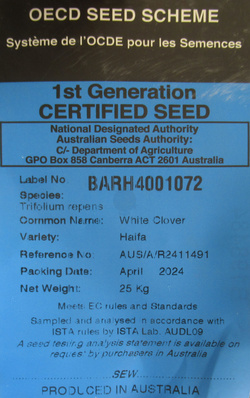 OECD SEED SCHEME
Système de l'OCDE pour les Semences
1st Generation
CERTIFIED SEED
National Designated Authority
Australian Seeds Authority:
C/- Department of Agriculture
GPO Box 858 Canberra ACT 2601 Australia
Label No BARH4001072
Species:
Trifolium repens
Common Name: White Clover
Variety: Haifa
Reference No: AUS/A/R2411491
Packing Date: April 2024
Net Weight: 25 Kg
Meets EC rules and Standards
Sampled and analysed in accordance with
ISTA rules by ISTA Lab. AUDL09
A seed testing analysis statement is available on
request by purchasers in Australia
SEW
PRODUCED IN AUSTRALIA